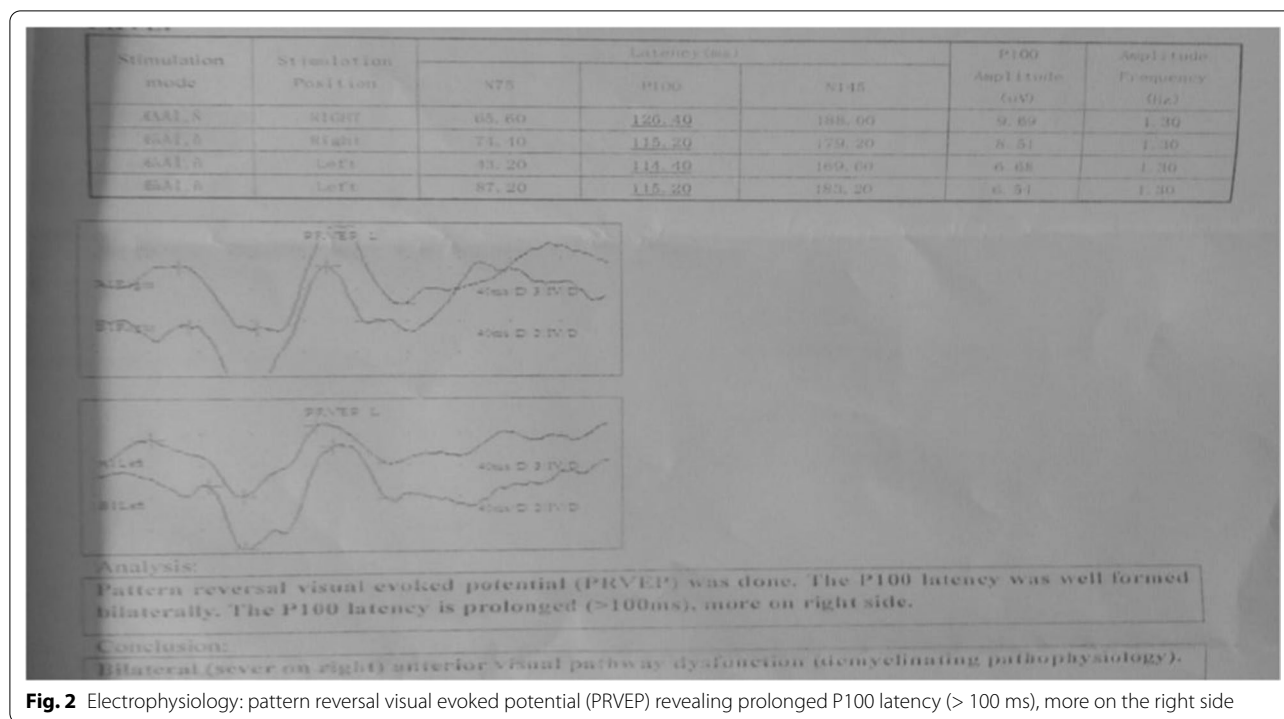 Stimulation Stimulation Latency(ms) P100 Amplitude
mode Position N75 P100 N145 Amplitude Frequency
(uV) (Hz)
RIGHT 65.60 126.40 188.00 9.69 1.30
Right 74.40 115.20 179.20 8.51 1.30
Left 43.20 114.40 169.60 6.68 1.30
Left 87.20 115.20 183.20 6.51 1.30
PRVEP L
PRVEP L
Analysis:
Pattern reversal visual evoked potential (PRVEP) was done. The P100 latency was well formed
bilaterally. The P100 latency is prolonged (>100ms), more on right side.
Conclusion:
Bilateral (sever on right) anterior visual pathway dysfunction (demyelinating pathophysiology).
Fig. 2 Electrophysiology: pattern reversal visual evoked potential (PRVEP) revealing prolonged P100 latency (> 100 ms), more on the right side